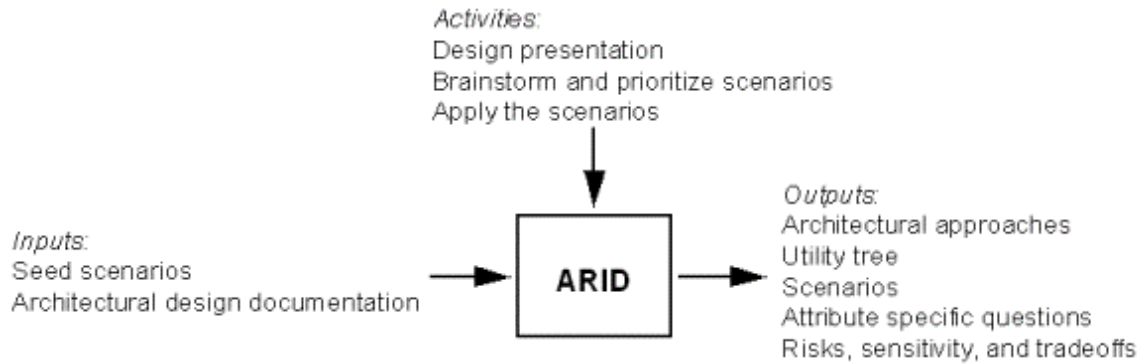 Activities:
Design presentation
Brainstorm and prioritize scenarios
Apply the scenarios
Inputs:
Seed scenarios
Architectural design documentation
ARID
Outputs:
Architectural approaches
Utility tree
Scenarios
Attribute specific questions
Risks, sensitivity, and tradeoffs